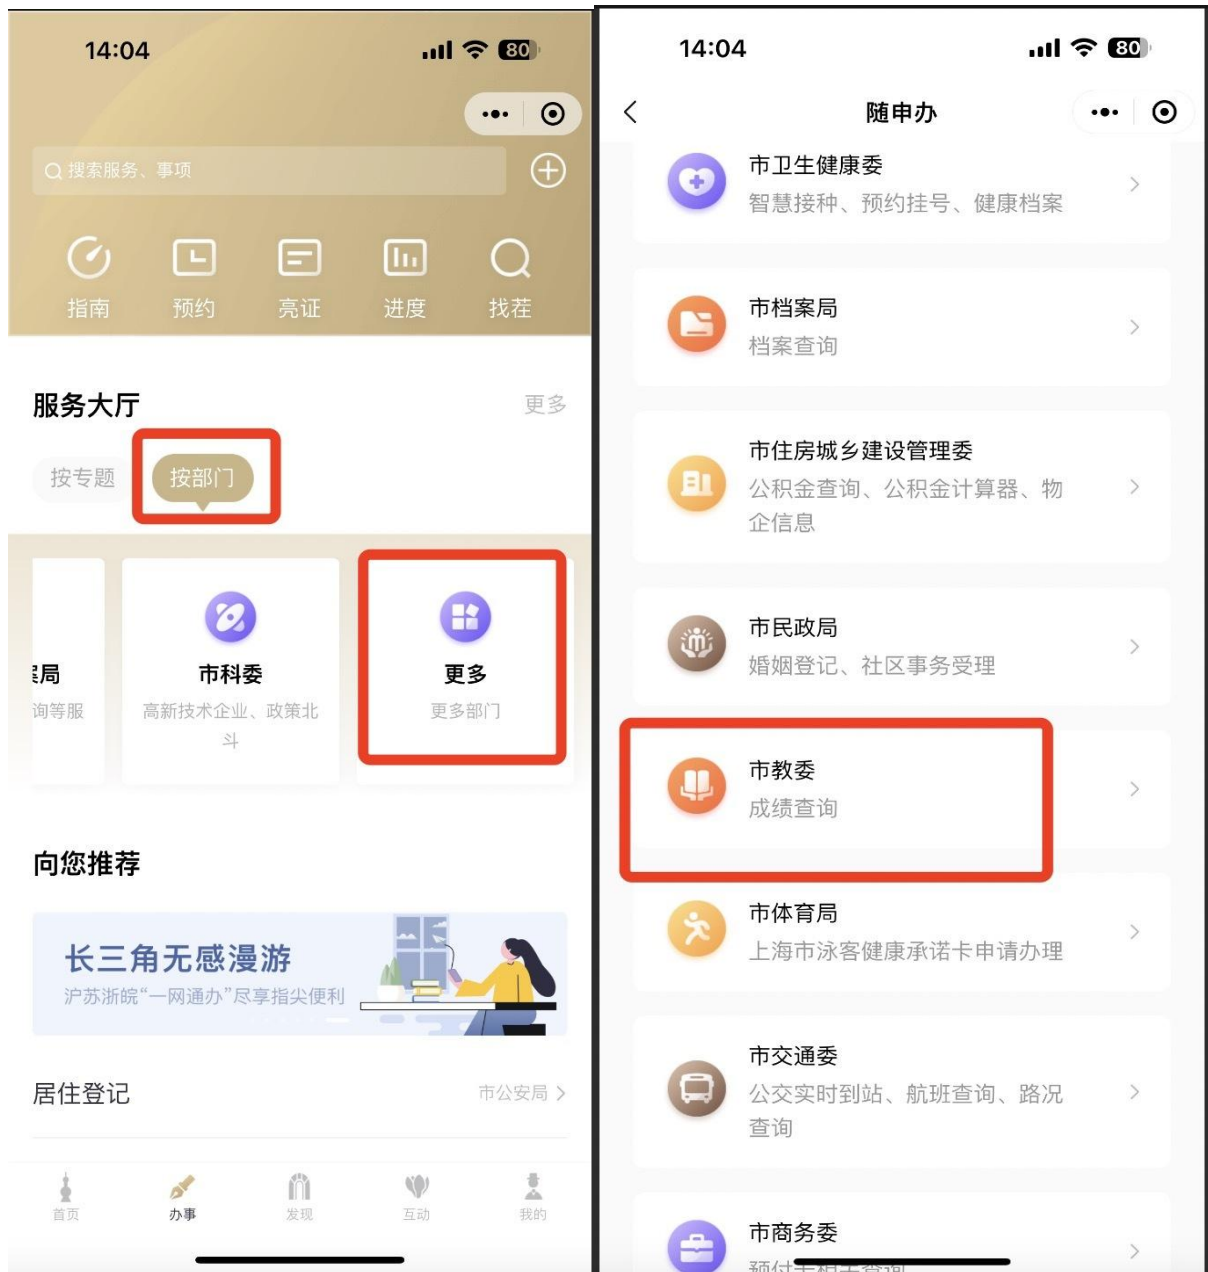 14:04
80
搜索服务、事项
指南
预约
亮证
进度
找茬
服务大厅
更多
按专题
按部门
局
询等服
市科委
高新技术企业、政策北
斗
更多
更多部门
向您推荐
长三角无感漫游
沪苏浙皖“一网通办”尽享指尖便利
居住登记
市公安局
首页
办事
发现
互动
我的
14:04
80
随申办
市卫生健康委
智慧接种、预约挂号、健康档案
市档案局
档案查询
市住房城乡建设管理委
公积金查询、公积金计算器、物
企信息
市民政局
婚姻登记、社区事务受理
市教委
成绩查询
市体育局
上海市泳客健康承诺卡申请办理
市交通委
公交实时到站、航班查询、路况
查询
市商务委